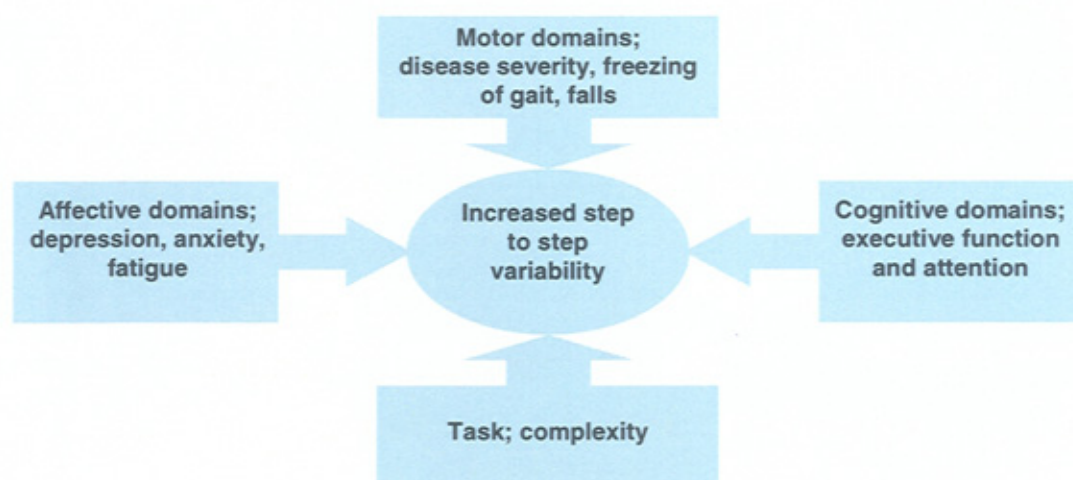 Motor domains;
disease severity, freezing
of gait, falls
Affective domains;
depression, anxiety,
fatigue
Increased step
to step
variability
Cognitive domains;
executive function
and attention
Task; complexity